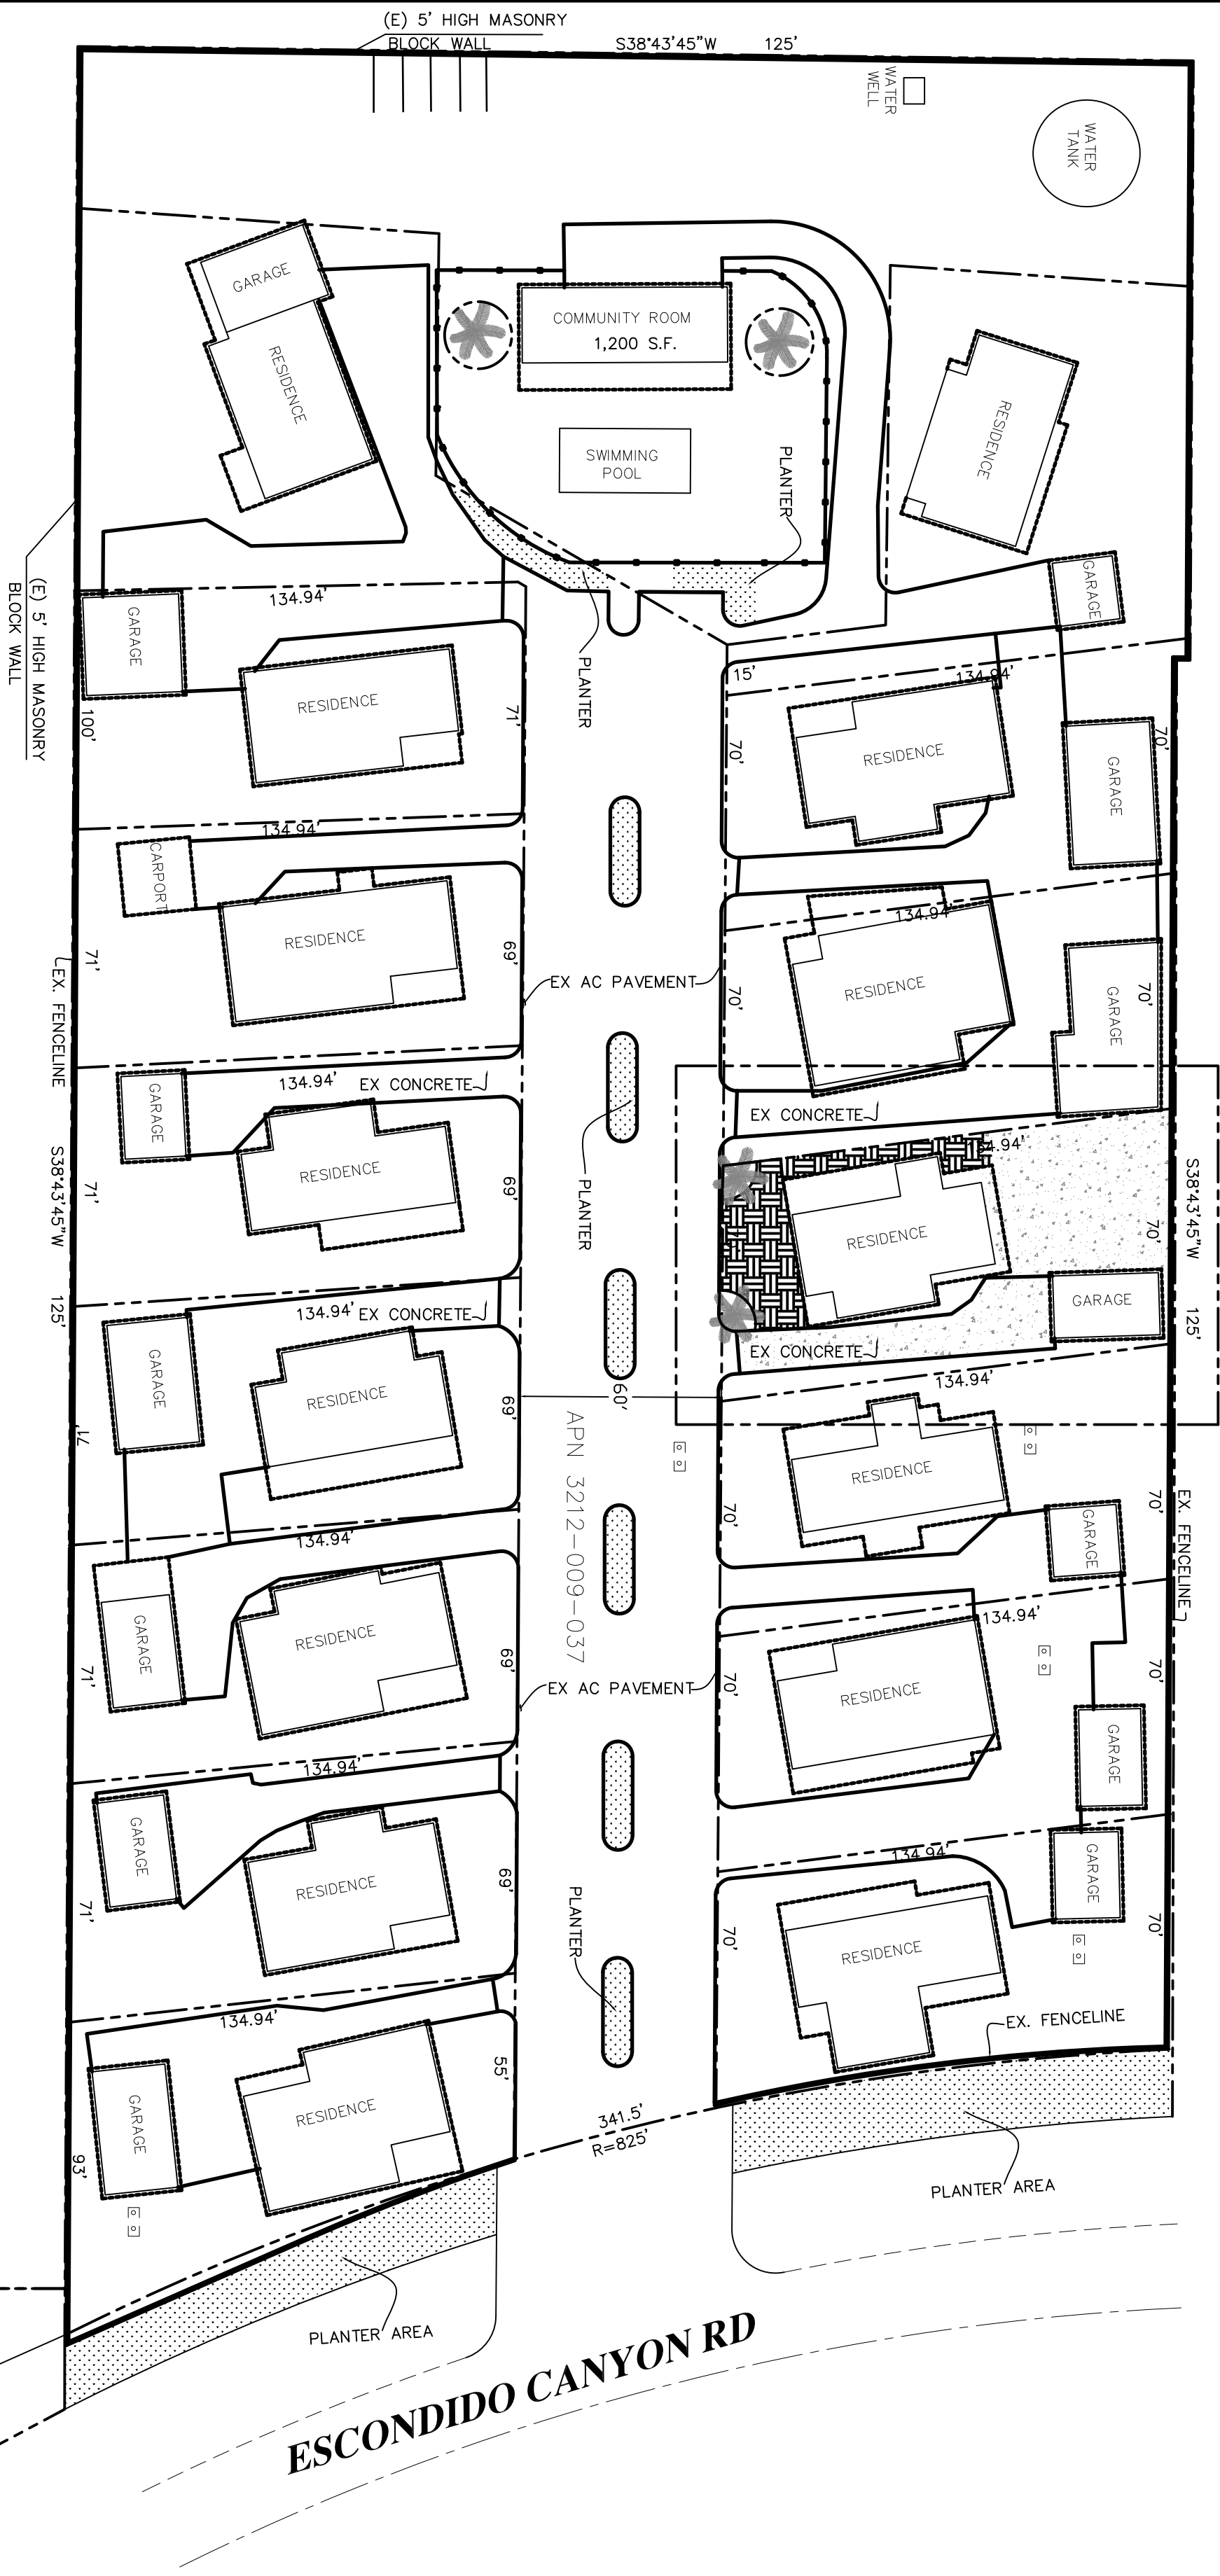 (E) 5' HIGH MASONRY
BLOCK WALL
S38°43'45"W 125'
WATER
WELL
WATER
TANK
GARAGE
RESIDENCE
COMMUNITY ROOM
1,200 S.F.
SWIMMING
POOL
PLANTER
RESIDENCE
GARAGE
(E) 5' HIGH MASONRY
BLOCK WALL
134.94'
GARAGE
RESIDENCE
100'
71'
PLANTER
15'
134.94'
70'
RESIDENCE
GARAGE
70'
134.94'
CARPORT
RESIDENCE
71'
69'
EX. FENCELINE
EX AC PAVEMENT
134.94'
70'
RESIDENCE
GARAGE
70'
134.94'
EX CONCRETE
GARAGE
RESIDENCE
71'
69'
S38°43'45"W 125'
PLANTER
EX CONCRETE
134.94'
RESIDENCE
70'
GARAGE
S38°43'45"W 125'
EX CONCRETE
134.94'
EX CONCRETE
GARAGE
RESIDENCE
71'
69'
60'
APN 3212-009-037
134.94'
RESIDENCE
70'
GARAGE
70'
EX. FENCELINE
134.94'
GARAGE
RESIDENCE
71'
69'
EX AC PAVEMENT
134.94'
70'
RESIDENCE
70'
GARAGE
134.94'
GARAGE
RESIDENCE
71'
69'
PLANTER
134.94'
70'
RESIDENCE
GARAGE
70'
EX. FENCELINE
134.94'
GARAGE
RESIDENCE
93'
55'
341.5'
R=825'
PLANTER AREA
PLANTER AREA
ESCONDIDO CANYON RD